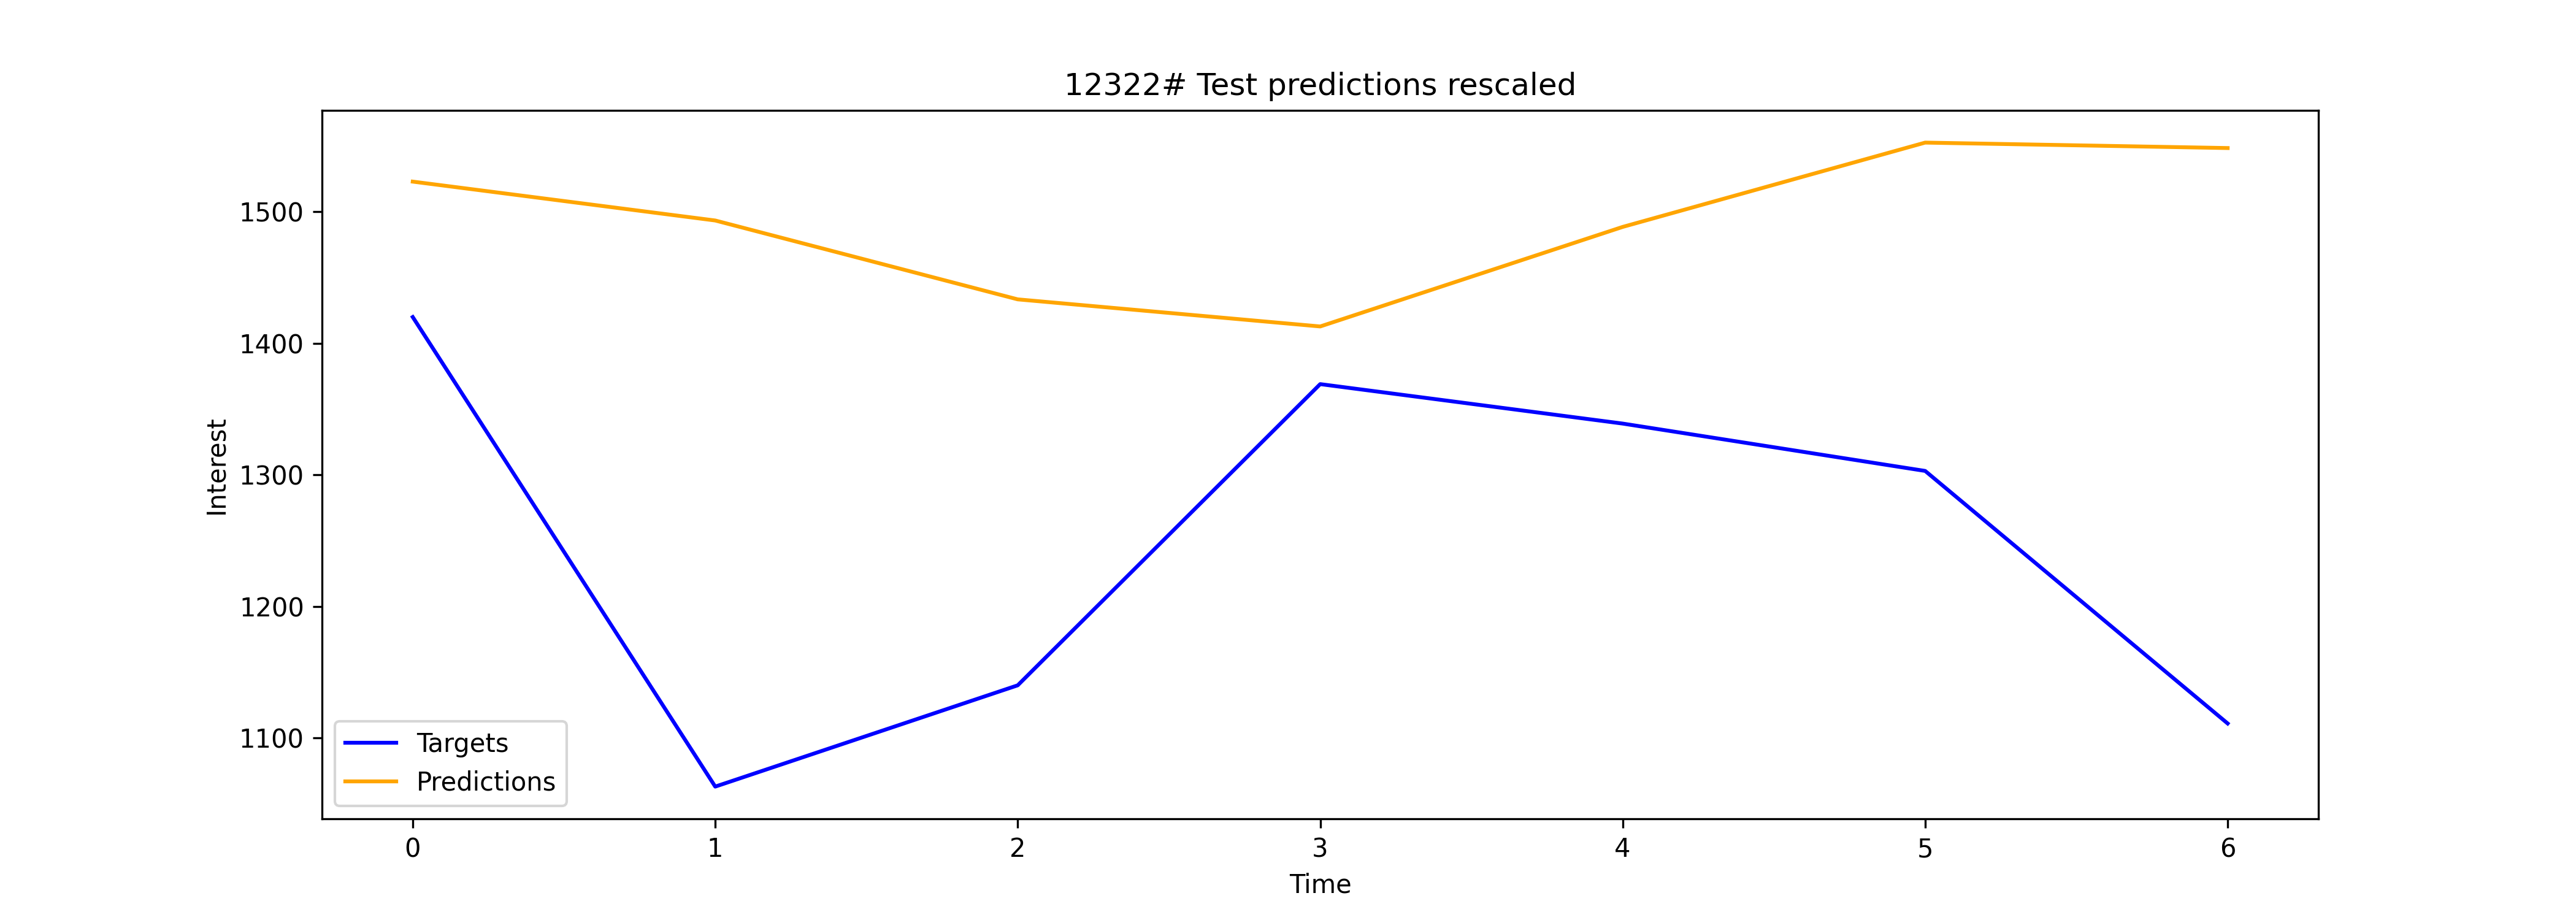 12322# Test predictions rescaled
1500
1400
1300
1200
1100
Interest
Targets
Predictions
0 1 2 3 4 5 6
Time